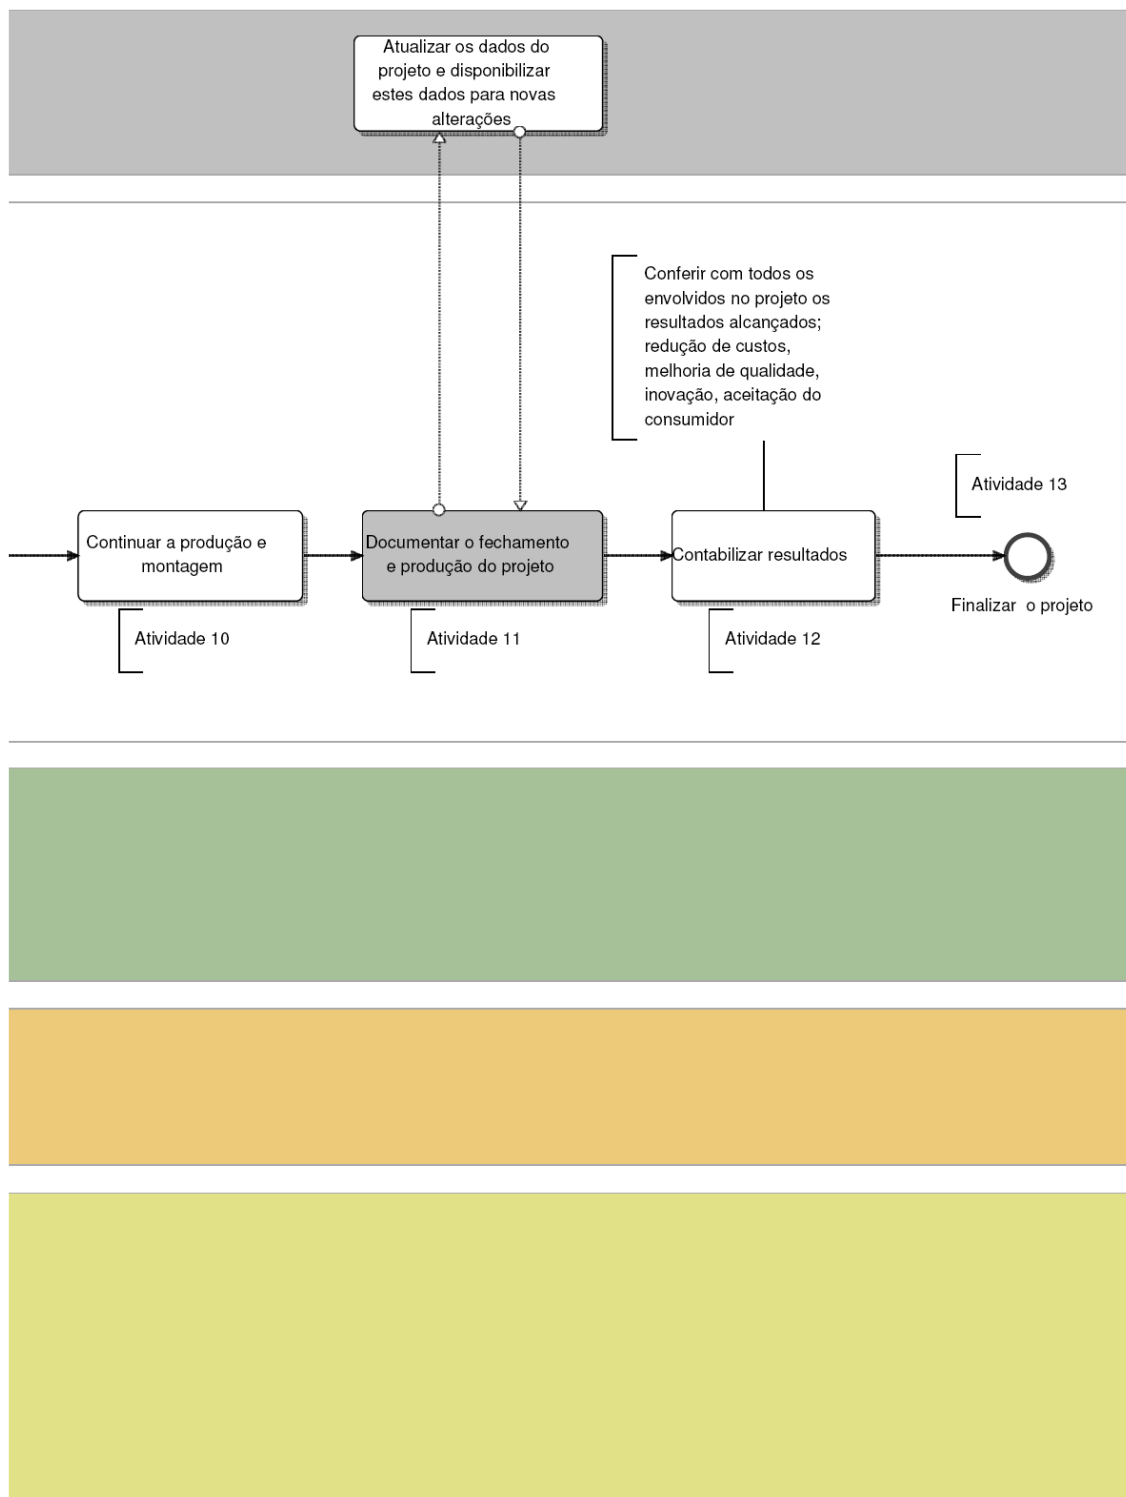 Atualizar os dados do
projeto e disponibilizar
estes dados para novas
alterações
Conferir com todos os
envolvidos no projeto os
resultados alcançados;
redução de custos,
melhoria de qualidade,
inovação, aceitação do
consumidor
Atividade 13
Continuar a produção e
montagem
Documentar o fechamento
e produção do projeto
Contabilizar resultados
Finalizar o projeto
Atividade 10
Atividade 11
Atividade 12